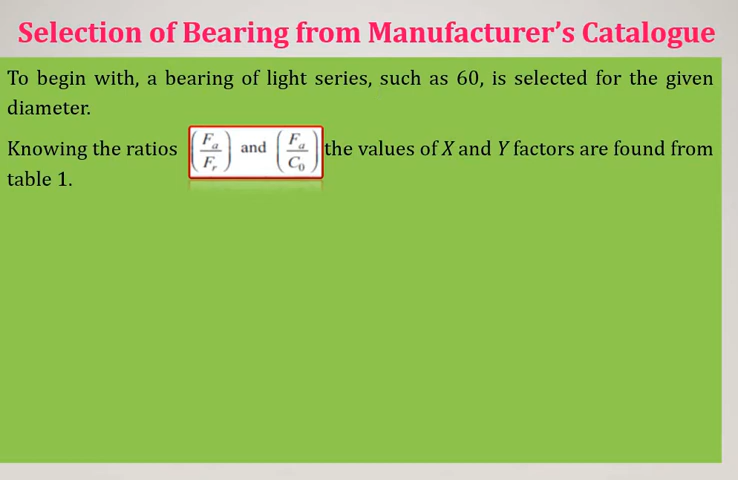 Selection of Bearing from Manufacturer's Catalogue
To begin with, a bearing of light series, such as 60, is selected for the given
diameter.
Knowing the ratios (Fa/Fr) and (Fa/C0) the values of X and Y factors are found from
table 1.